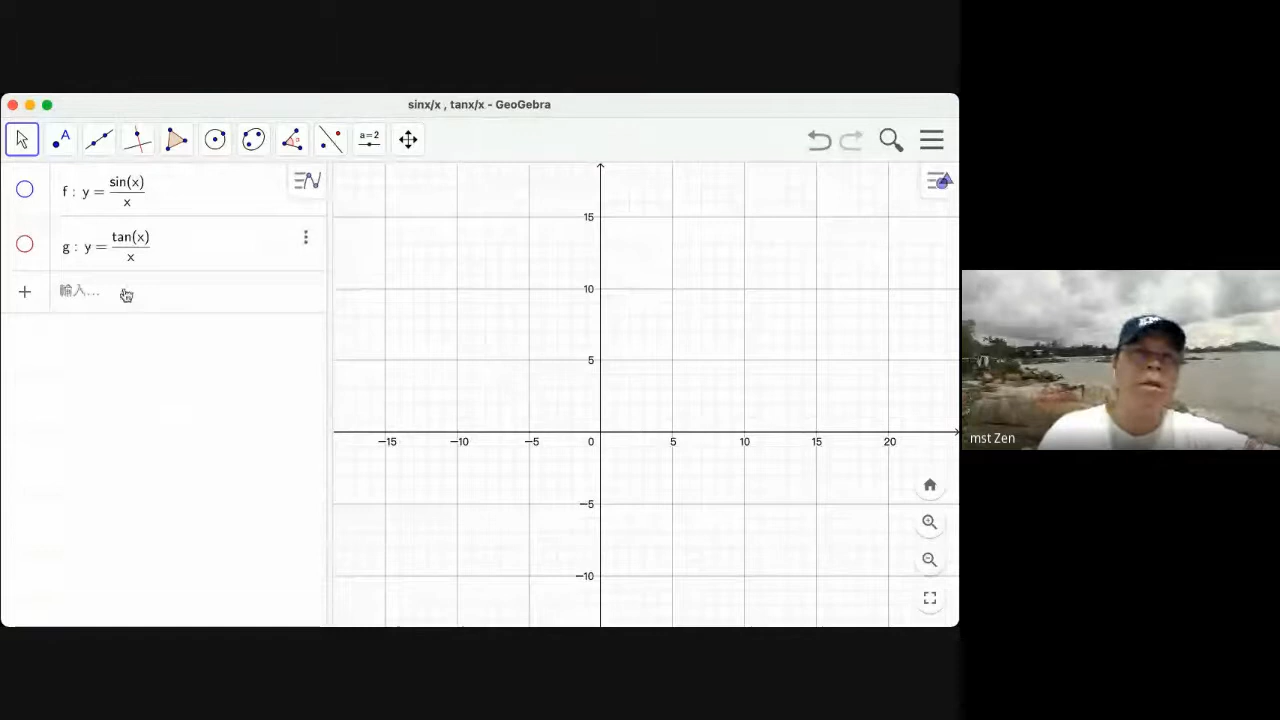 sinx/x , tanx/x - GeoGebra
A
a
a=2
f : y = sin(x)/x
g : y = tan(x)/x
+ 輸入…
15
10
5
−15 −10 −5 0 5 10 15 20
−5
−10
mst Zen